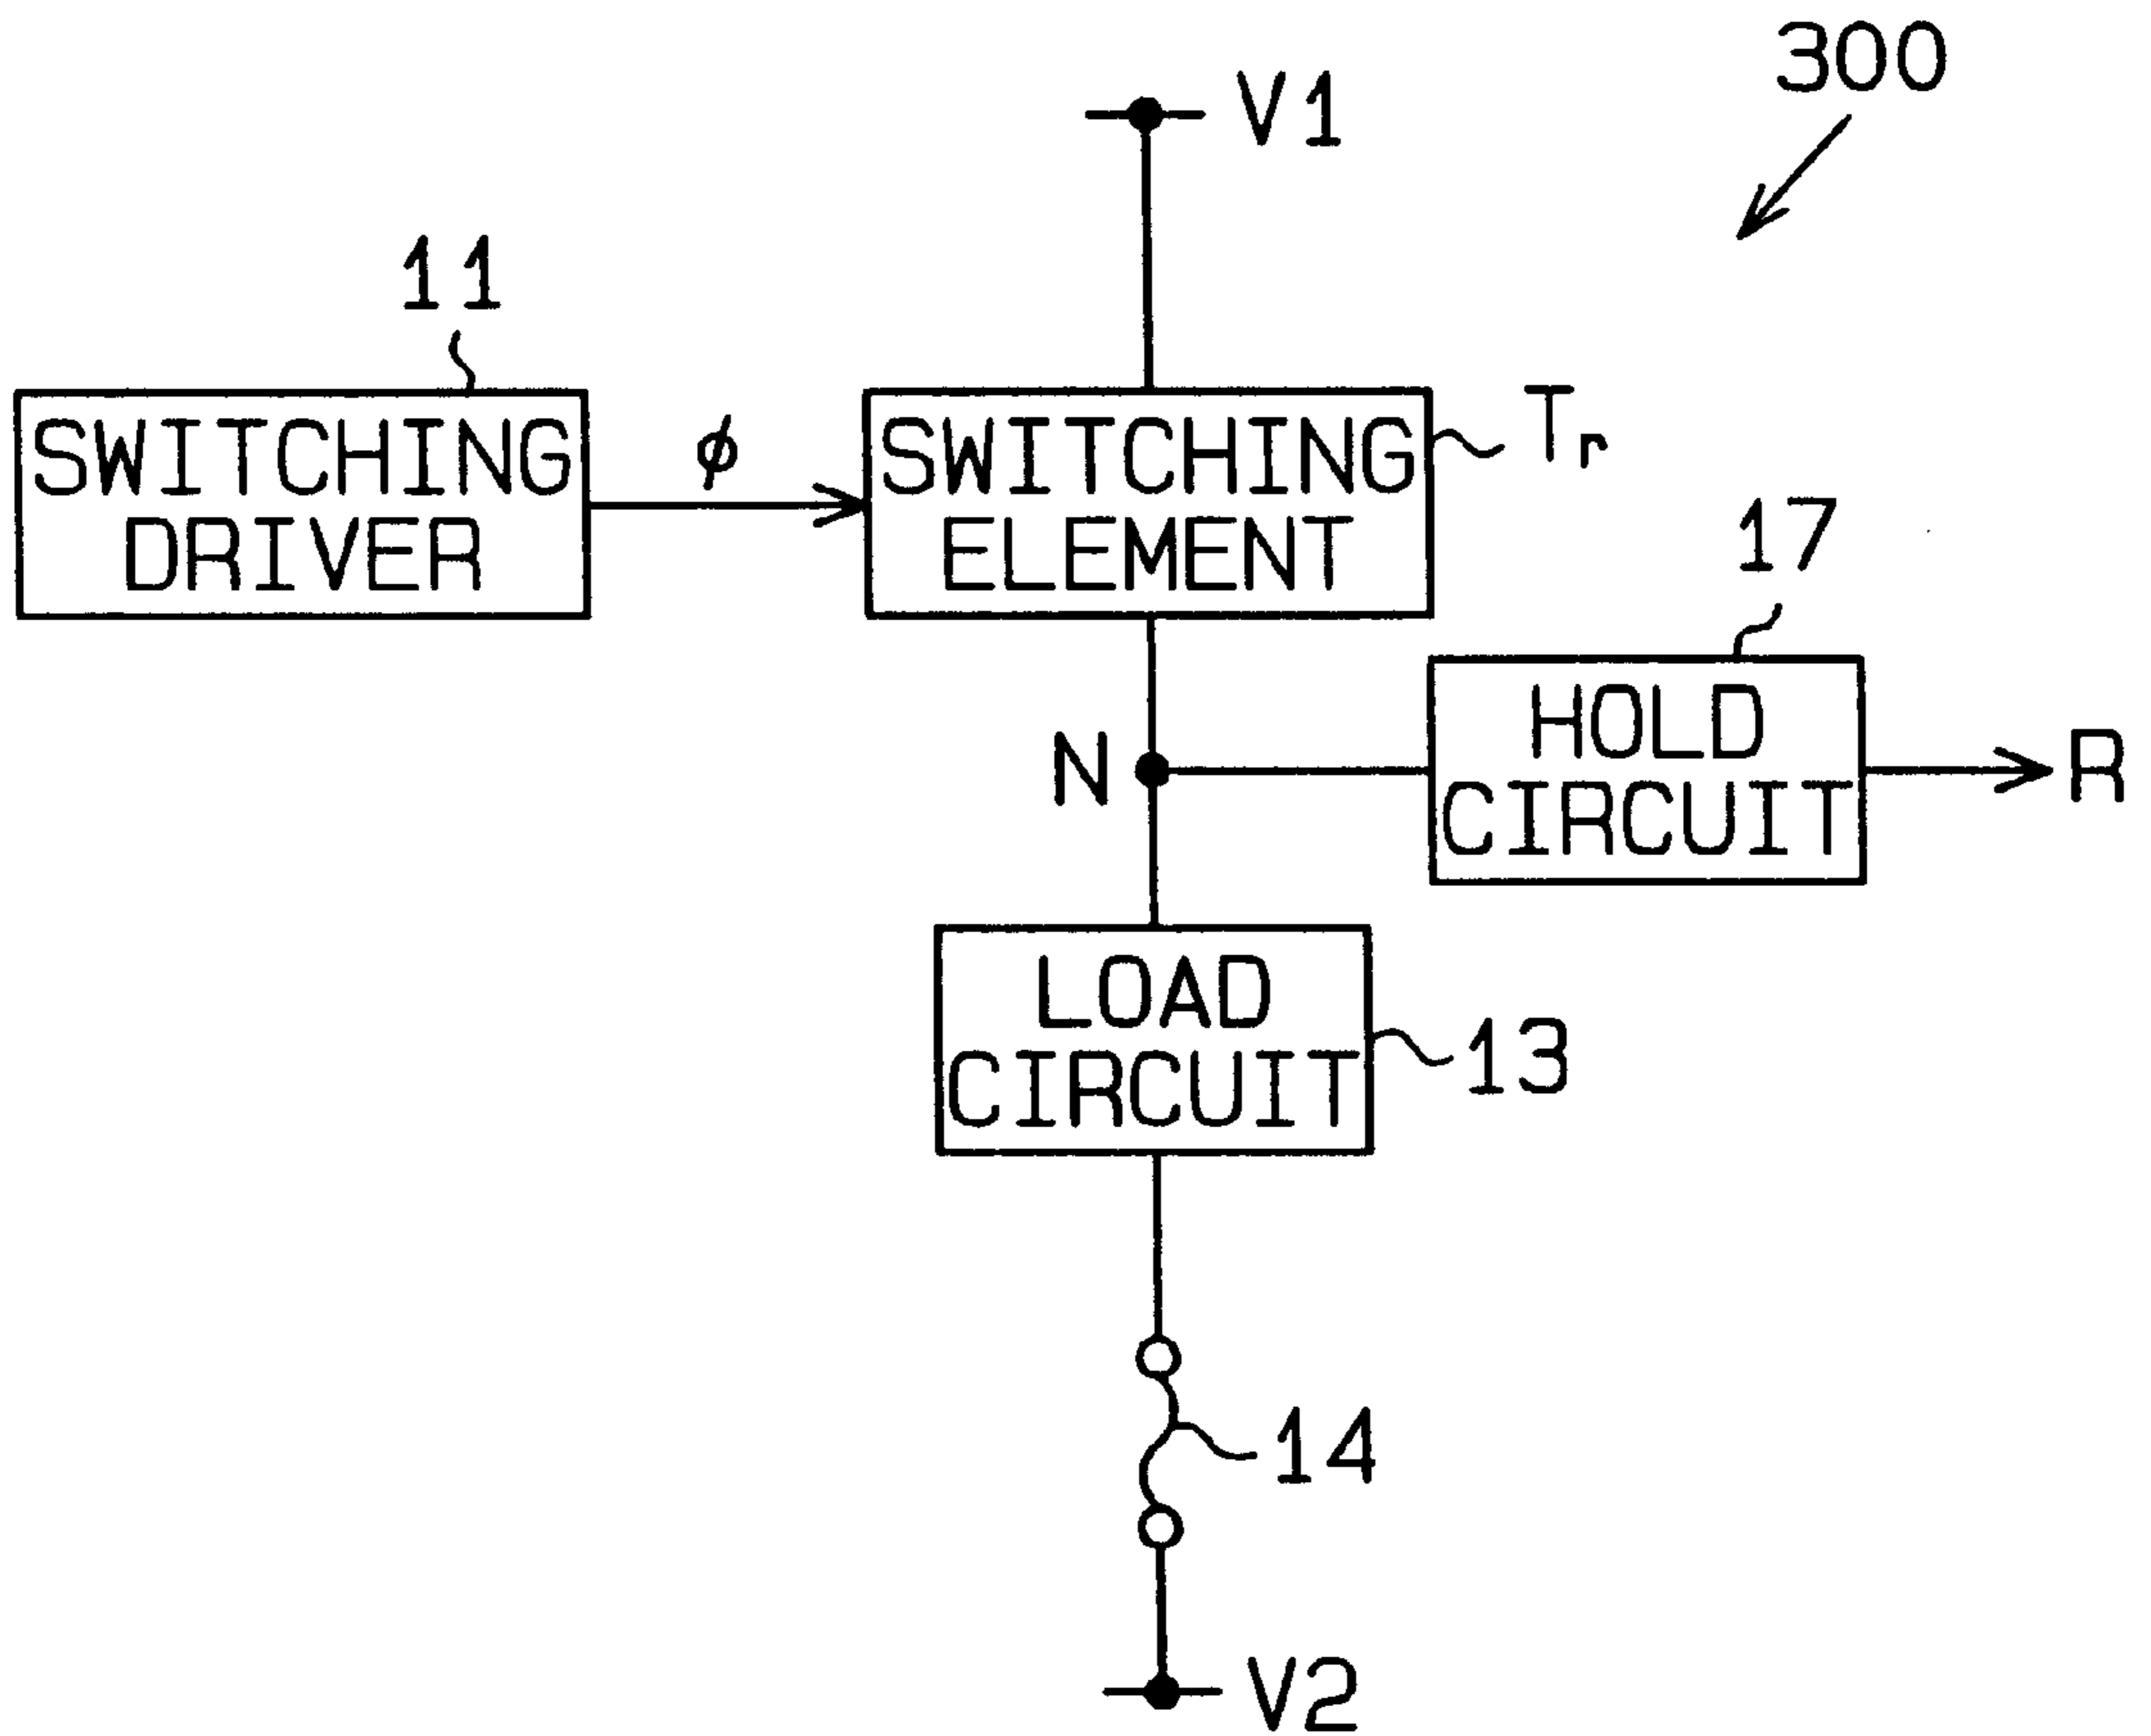 300
V1
11
SWITCHING
DRIVER
ϕ
SWITCHING
ELEMENT
Tr
17
HOLD
CIRCUIT
N
R
LOAD
CIRCUIT
13
14
V2